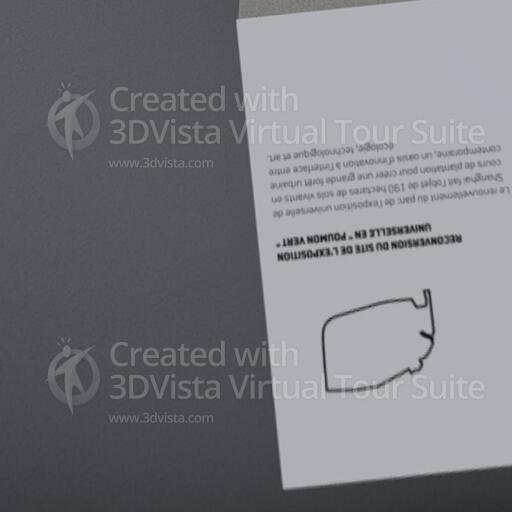 Created with
3DVista Virtual Tour Suite
www.3dvista.com
RECONVERSION DU SITE DE L'EXPOSITION
UNIVERSELLE EN "POUMON VERT"
Le renouvellement du parc de l'exposition universelle de
Shanghai fait l'objet de 190 hectares de sols vivants en
cours de plantation pour créer une grande forêt urbaine
contemporaine, un oasis d'innovation à l'interface entre
écologie, technologique et art.
Created with
3DVista Virtual Tour Suite
www.3dvista.com